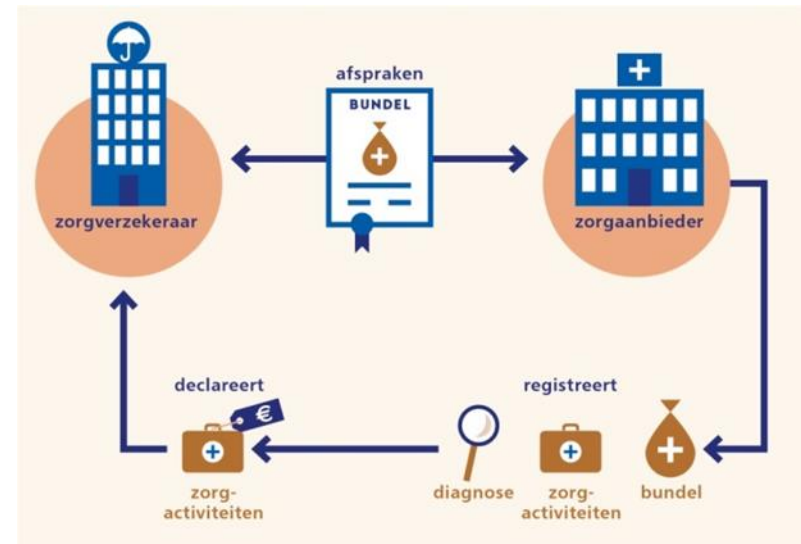 afspraken
BUNDEL
zorgverzekeraar
zorgaanbieder
declareert
registreert
€
zorg-
activiteiten
diagnose
zorg-
activiteiten
bundel